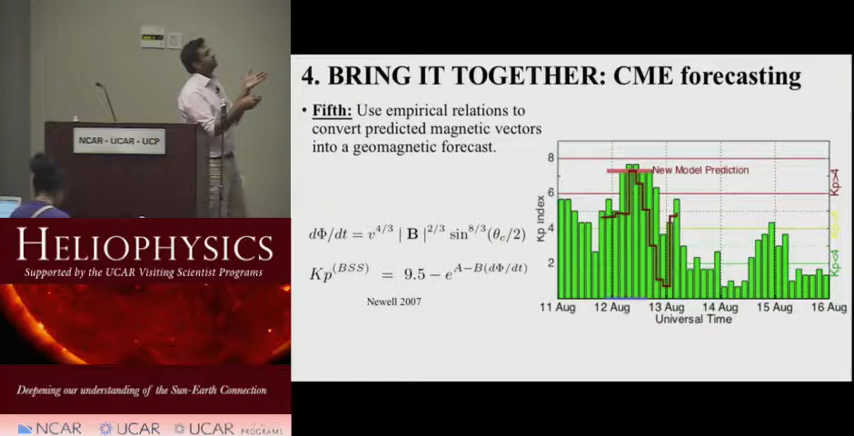 NCAR - UCAR - UCP
HELIOPHYSICS
Supported by the UCAR Visiting Scientist Programs
Deepening our understanding of the Sun-Earth Connection
NCAR UCAR UCAR PROGRAMS
4. BRING IT TOGETHER: CME forecasting
• Fifth: Use empirical relations to
convert predicted magnetic vectors
into a geomagnetic forecast.
dΦ/dt = v^{4/3} | B |^{2/3} sin^{8/3}(θ_c/2)
Kp^{(BSS)} = 9.5 − e^{A−B(dΦ/dt)}
Newell 2007
New Model Prediction
Kp index
8
6
4
2
Kp>4
Kp<4
11 Aug 12 Aug 13 Aug 14 Aug 15 Aug 16 Aug
Universal Time